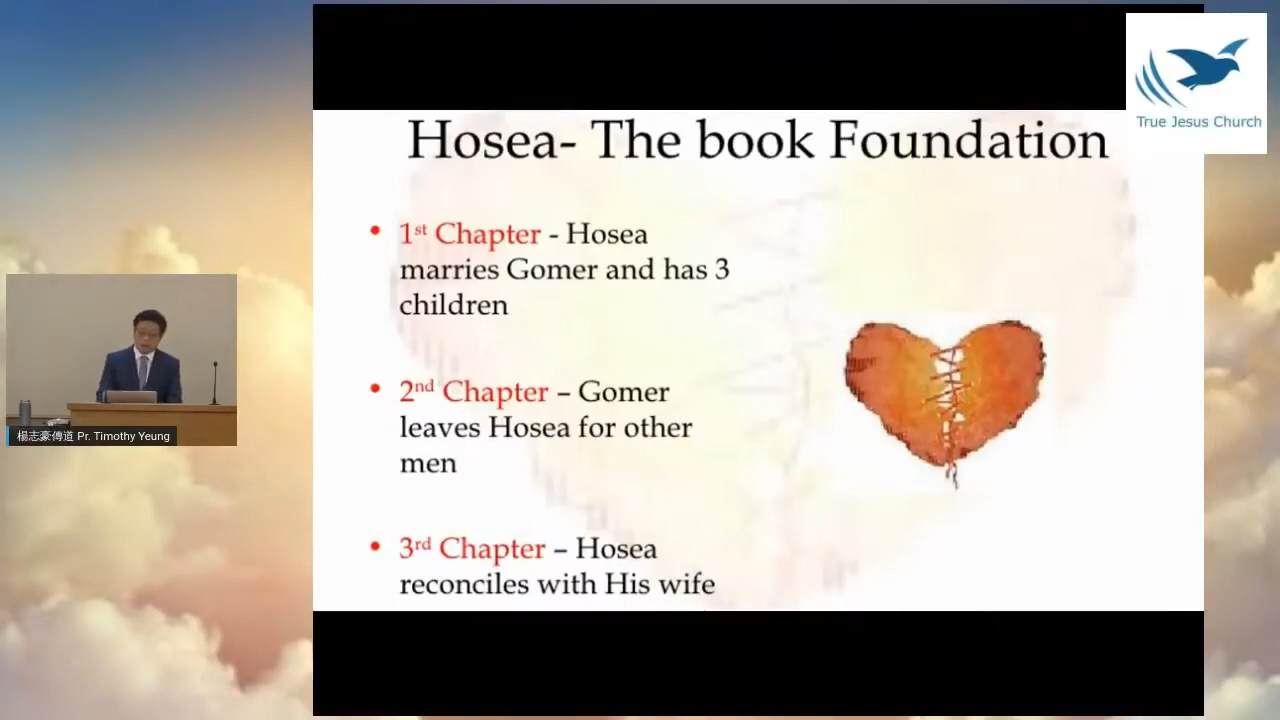 True Jesus Church
Hosea- The book Foundation
• 1st Chapter - Hosea
marries Gomer and has 3
children
• 2nd Chapter – Gomer
leaves Hosea for other
men
• 3rd Chapter – Hosea
reconciles with His wife
楊志豪傳道 Pr. Timothy Yeung